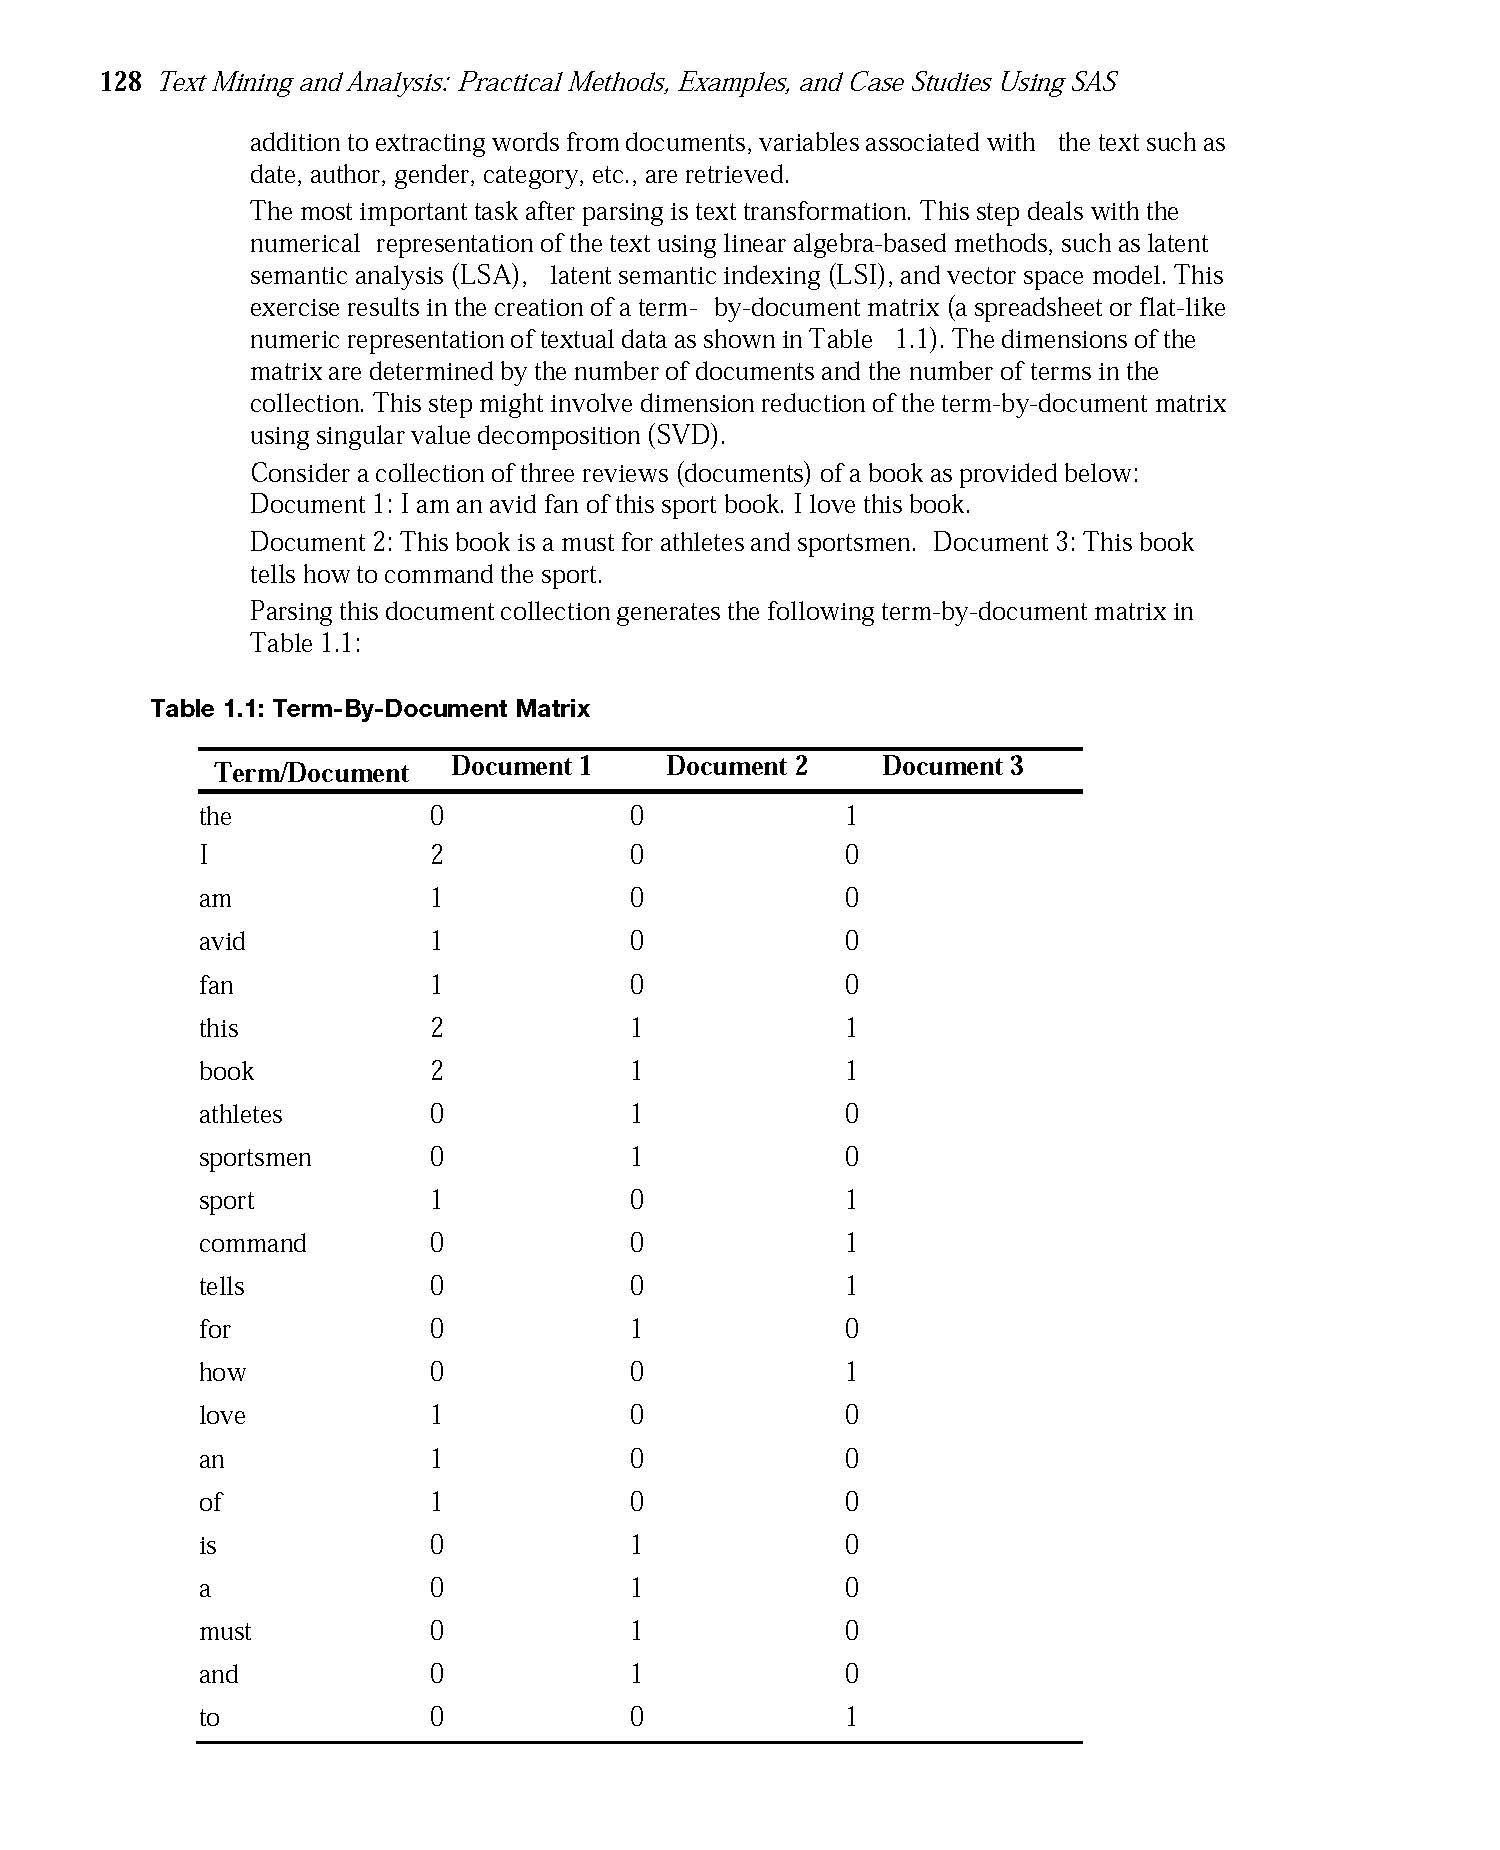 128 Text Mining and Analysis: Practical Methods, Examples, and Case Studies Using SAS
addition to extracting words from documents, variables associated with the text such as
date, author, gender, category, etc., are retrieved.
The most important task after parsing is text transformation. This step deals with the
numerical representation of the text using linear algebra-based methods, such as latent
semantic analysis (LSA), latent semantic indexing (LSI), and vector space model. This
exercise results in the creation of a term- by-document matrix (a spreadsheet or flat-like
numeric representation of textual data as shown in Table 1.1). The dimensions of the
matrix are determined by the number of documents and the number of terms in the
collection. This step might involve dimension reduction of the term-by-document matrix
using singular value decomposition (SVD).
Consider a collection of three reviews (documents) of a book as provided below:
Document 1: I am an avid fan of this sport book. I love this book.
Document 2: This book is a must for athletes and sportsmen. Document 3: This book
tells how to command the sport.
Parsing this document collection generates the following term-by-document matrix in
Table 1.1:
Table 1.1: Term-By-Document Matrix
Term/Document Document 1 Document 2 Document 3
the 0 0 1
I 2 0 0
am 1 0 0
avid 1 0 0
fan 1 0 0
this 2 1 1
book 2 1 1
athletes 0 1 0
sportsmen 0 1 0
sport 1 0 1
command 0 0 1
tells 0 0 1
for 0 1 0
how 0 0 1
love 1 0 0
an 1 0 0
of 1 0 0
is 0 1 0
a 0 1 0
must 0 1 0
and 0 1 0
to 0 0 1